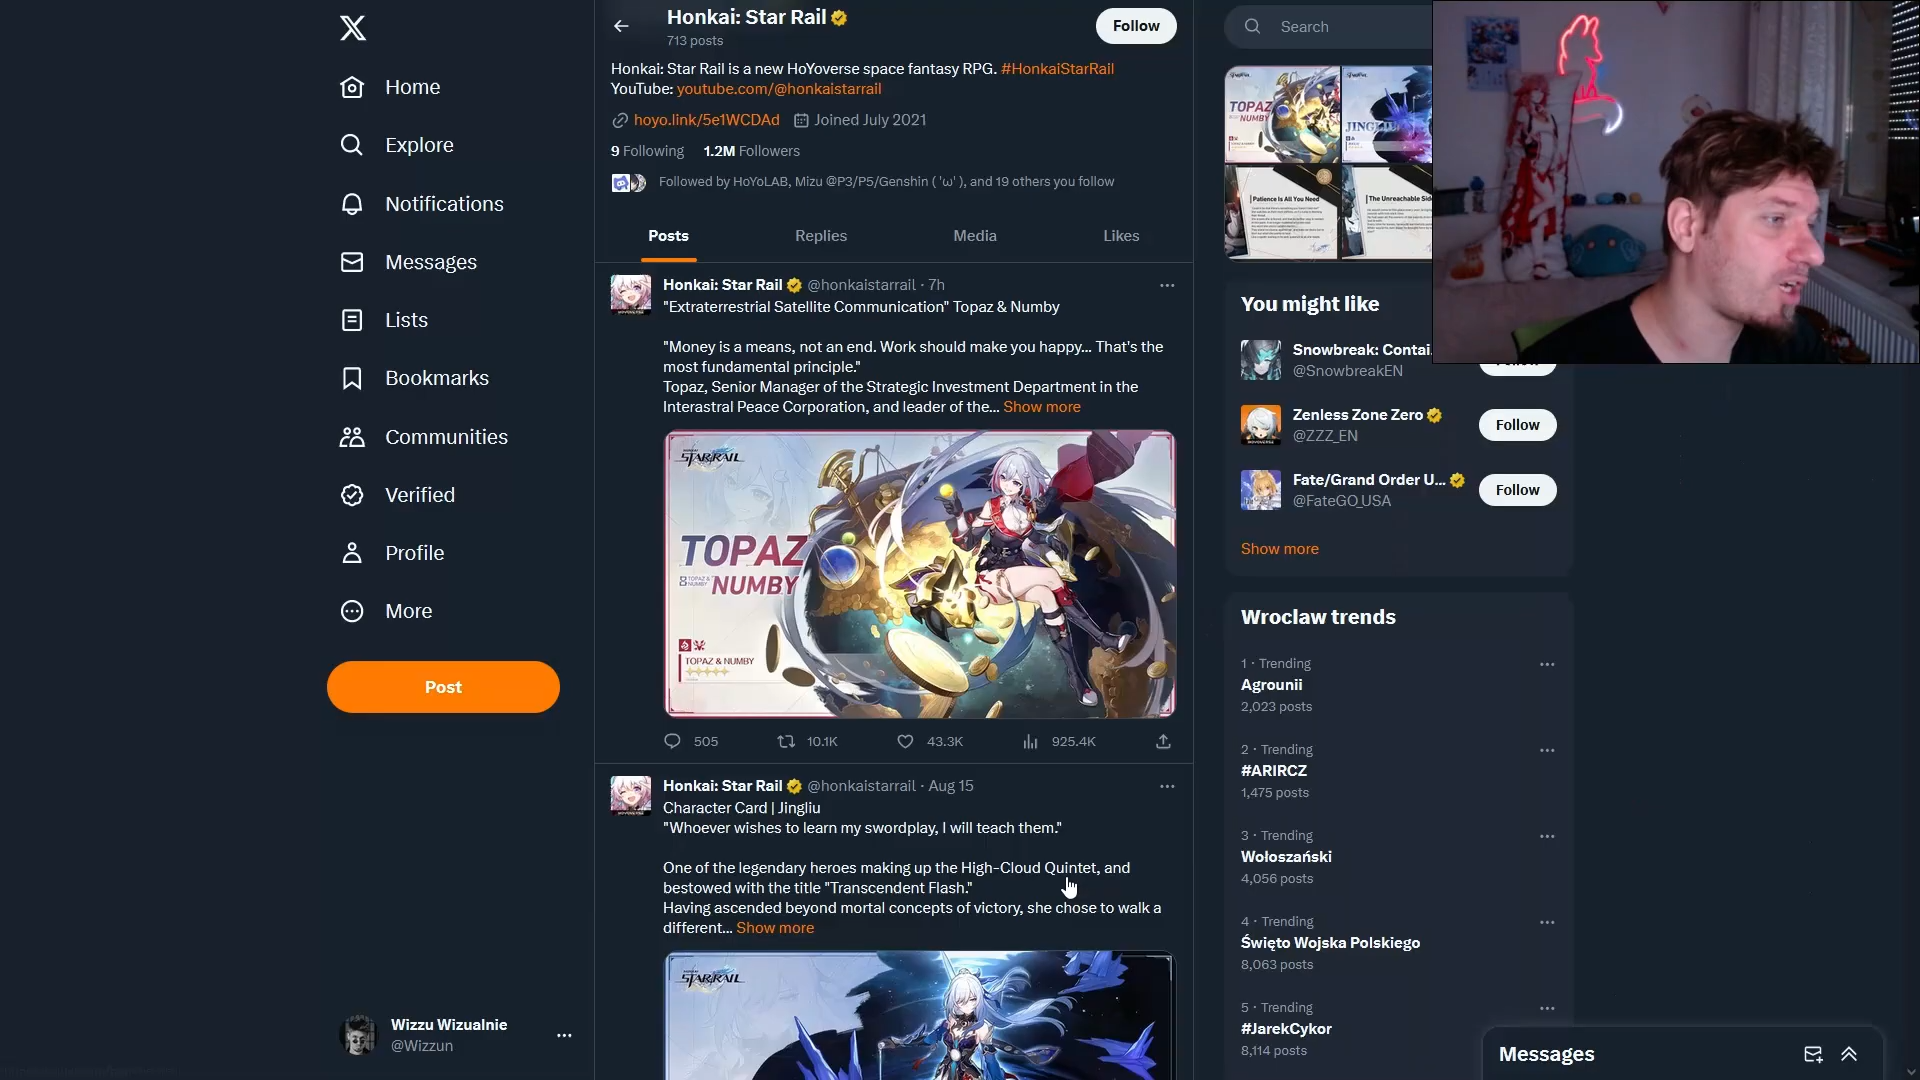 Home
Explore
Notifications
Messages
Lists
Bookmarks
Communities
Verified
Profile
More
Post
Wizzu Wizualnie
@Wizzun
Honkai: Star Rail
713 posts
Follow
Honkai: Star Rail is a new HoYoverse space fantasy RPG. #HonkaiStarRail
YouTube: youtube.com/@honkaistarrail
hoyo.link/5e1WCDAd Joined July 2021
9 Following 1.2M Followers
Followed by HoYoLAB, Mizu @P3/P5/Genshin ( 'ω' ), and 19 others you follow
Posts Replies Media Likes
Honkai: Star Rail @honkaistarrail · 7h
"Extraterrestrial Satellite Communication" Topaz & Numby
"Money is a means, not an end. Work should make you happy... That's the
most fundamental principle."
Topaz, Senior Manager of the Strategic Investment Department in the
Interastral Peace Corporation, and leader of the... Show more
STAR RAIL
TOPAZ
NUMBY
TOPAZ & NUMBY
505 10.1K 43.3K 925.4K
Honkai: Star Rail @honkaistarrail · Aug 15
Character Card | Jingliu
"Whoever wishes to learn my swordplay, I will teach them."
One of the legendary heroes making up the High-Cloud Quintet, and
bestowed with the title "Transcendent Flash."
Having ascended beyond mortal concepts of victory, she chose to walk a
different... Show more
STAR RAIL
Search
TOPAZ
NUMBY
JINGLIU
Patience Is All You Need
The Unreachable Side
You might like
Snowbreak: Contai
@SnowbreakEN
Zenless Zone Zero
@ZZZ_EN
Follow
Fate/Grand Order U...
@FateGO_USA
Follow
Show more
Wroclaw trends
1 · Trending
Agrounii
2,023 posts
2 · Trending
#ARIRCZ
1,475 posts
3 · Trending
Wołoszański
4,056 posts
4 · Trending
Święto Wojska Polskiego
8,063 posts
5 · Trending
#JarekCykor
8,114 posts
Messages